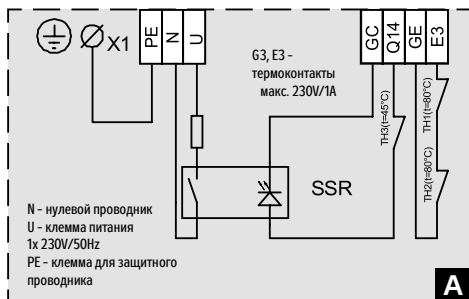 X1
PE
N
U
G3, E3 –
термоконтакты
макс. 230V/1A
GC
Q14
GE
E3
TH3(t=45°C)
TH1(t=80°C)
TH2(t=80°C)
SSR
N – нулевой проводник
U – клемма питания
1x 230V/50Hz
PE – клемма для защитного
проводника
A